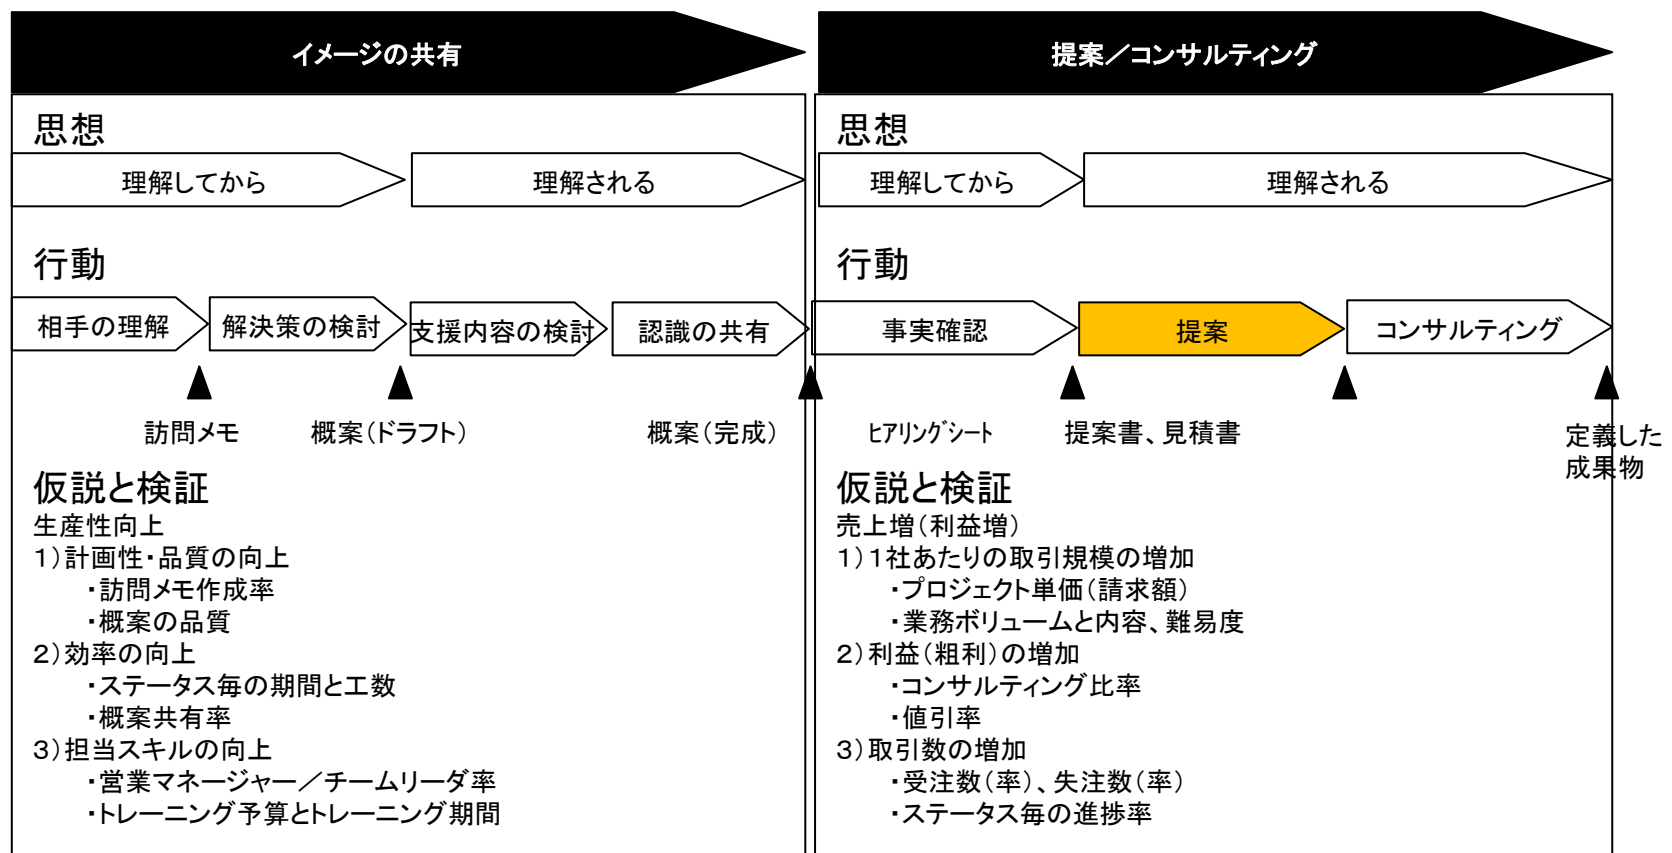 イメージの共有
提案／コンサルティング
思想
理解してから
理解される
行動
相手の理解
解決策の検討
支援内容の検討
認識の共有
訪問メモ
概案（ドラフト）
概案（完成）
仮説と検証
生産性向上
１）計画性・品質の向上
・訪問メモ作成率
・概案の品質
２）効率の向上
・ステータス毎の期間と工数
・概案共有率
３）担当スキルの向上
・営業マネージャー／チームリーダ率
・トレーニング予算とトレーニング期間
思想
理解してから
理解される
行動
事実確認
提案
コンサルティング
ﾋｱﾘﾝｸﾞｼｰﾄ
提案書、見積書
定義した
成果物
仮説と検証
売上増（利益増）
１）１社あたりの取引規模の増加
・プロジェクト単価（請求額）
・業務ボリュームと内容、難易度
２）利益（粗利）の増加
・コンサルティング比率
・値引率
３）取引数の増加
・受注数（率）、失注数（率）
・ステータス毎の進捗率